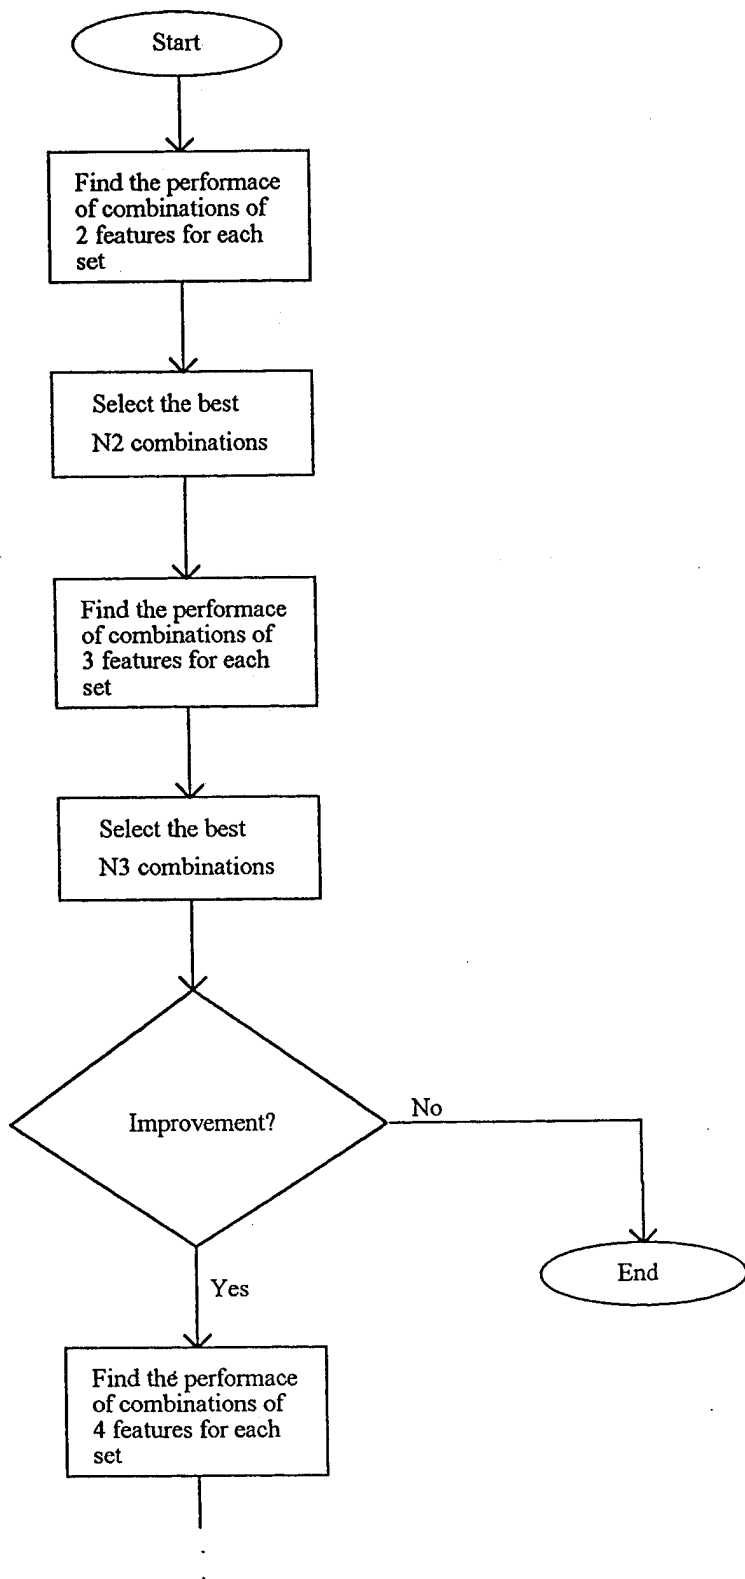 Start
Find the performace
of combinations of
2 features for each
set
Select the best
N2 combinations
Find the performace
of combinations of
3 features for each
set
Select the best
N3 combinations
Improvement?
No
End
Yes
Find the performace
of combinations of
4 features for each
set